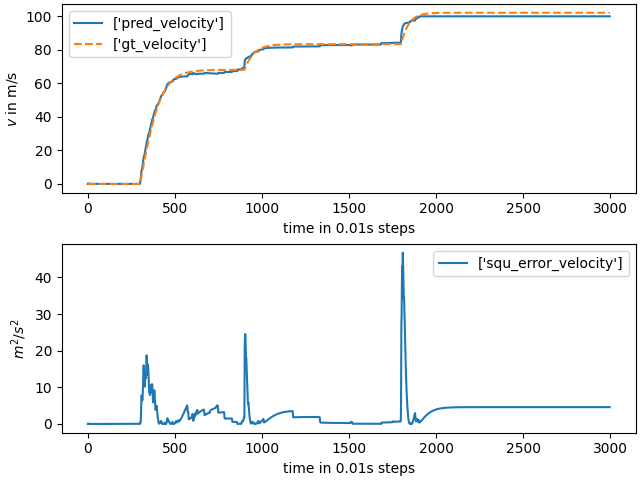 ['pred_velocity']
['gt_velocity']
v in m/s
100
80
60
40
20
0
0 500 1000 1500 2000 2500 3000
time in 0.01s steps
['squ_error_velocity']
m²/s²
40
30
20
10
0
0 500 1000 1500 2000 2500 3000
time in 0.01s steps